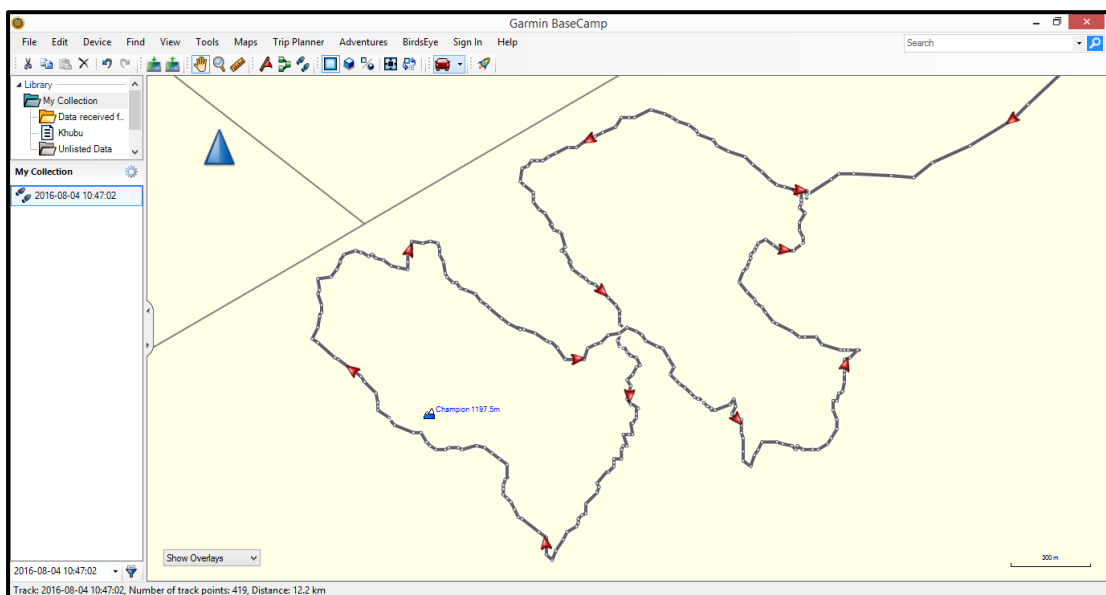 Garmin BaseCamp
File Edit Device Find View Tools Maps Trip Planner Adventures BirdsEye Sign In Help
Search
Library
My Collection
Data received f..
Khubu
Unlisted Data
My Collection
2016-08-04 10:47:02
Champion 1197.5m
Show Overlays
300 m
2016-08-04 10:47:02
Track: 2016-08-04 10:47:02, Number of track points: 419, Distance: 12.2 km